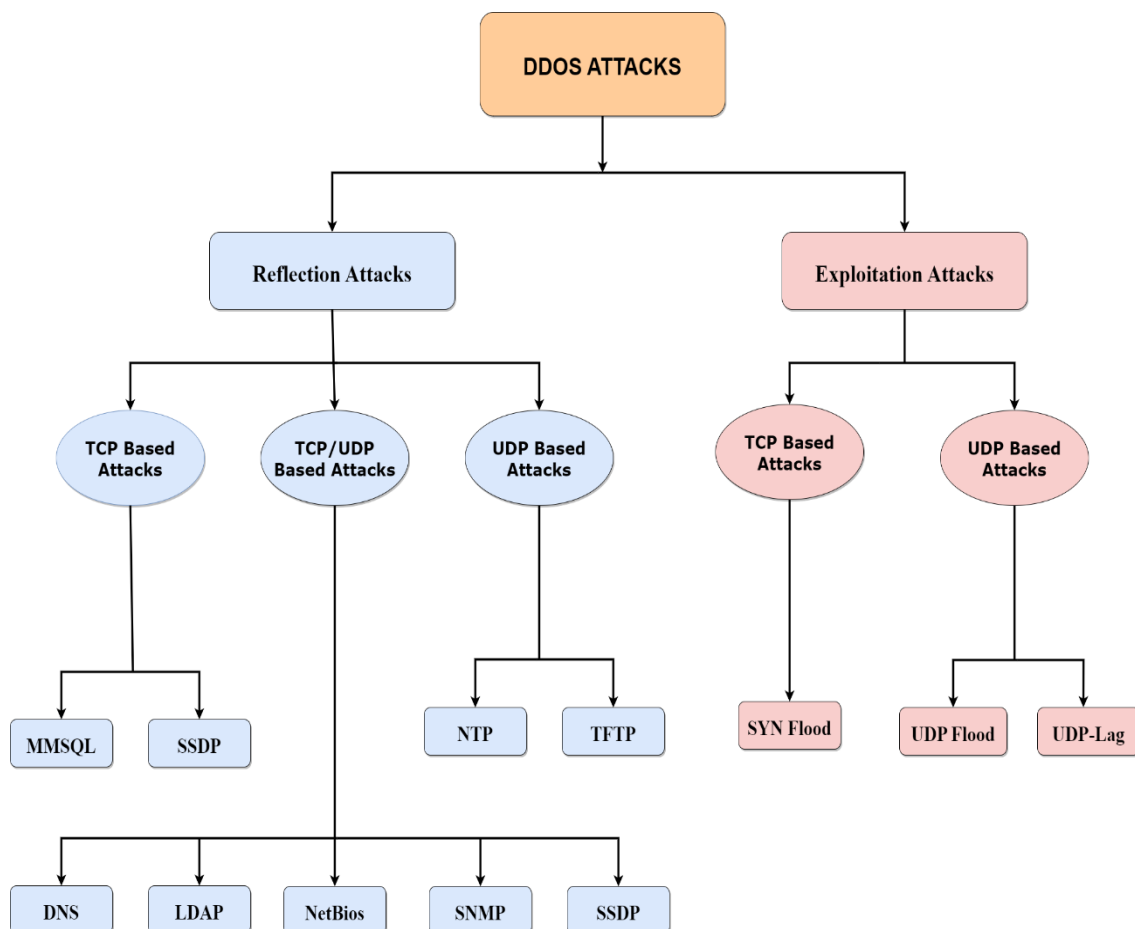 DDOS ATTACKS
Reflection Attacks
Exploitation Attacks
TCP Based
Attacks
TCP/UDP
Based Attacks
UDP Based
Attacks
TCP Based
Attacks
UDP Based
Attacks
MMSQL
SSDP
NTP
TFTP
SYN Flood
UDP Flood
UDP-Lag
DNS
LDAP
NetBios
SNMP
SSDP